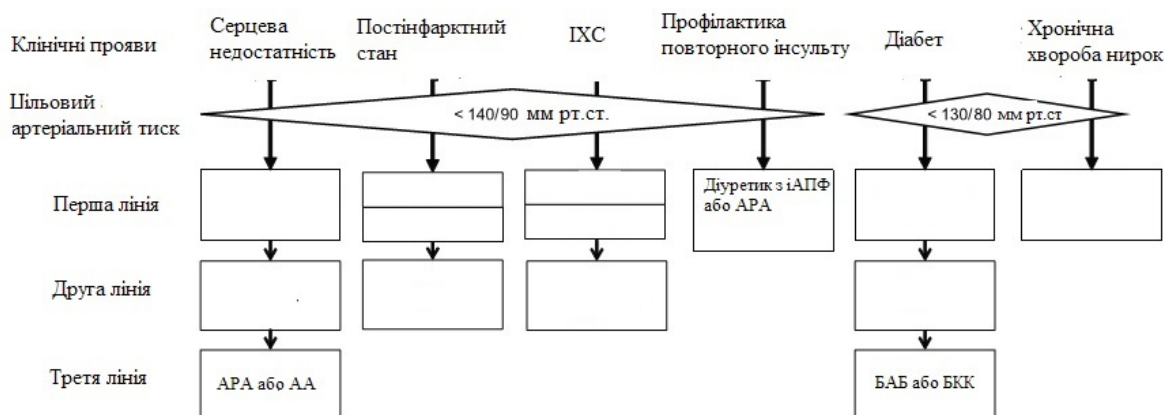 Клінічні прояви
Серцева
недостатність
Постінфарктний
стан
ІХС
Профілактика
повторного інсульту
Діабет
Хронічна
хвороба нирок
Цільовий
артеріальний тиск
< 140/90 мм рт.ст.
< 130/80 мм рт.ст
Перша лінія
Діуретик з іАПФ
або АРА
Друга лінія
Третя лінія
АРА або АА
БАБ або БКК